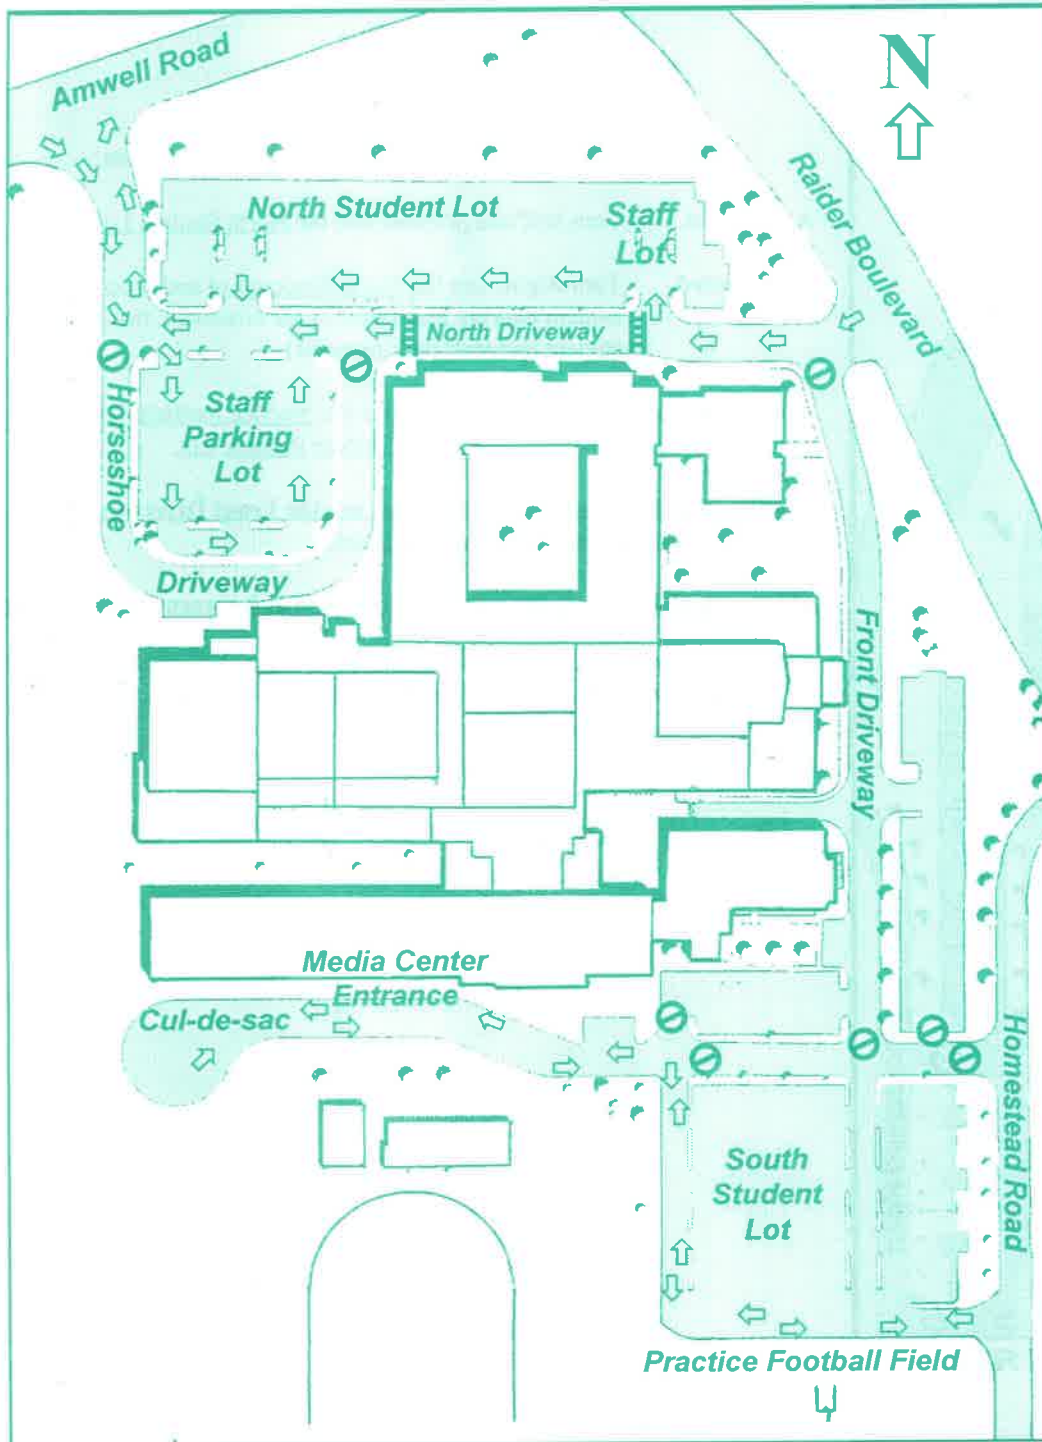 N
Amwell Road
Raider Boulevard
North Student Lot
Staff
Lot
North Driveway
Horseshoe
Staff
Parking
Lot
Driveway
Front Driveway
Media Center
Entrance
Cul-de-sac
Homestead Road
South
Student
Lot
Practice Football Field